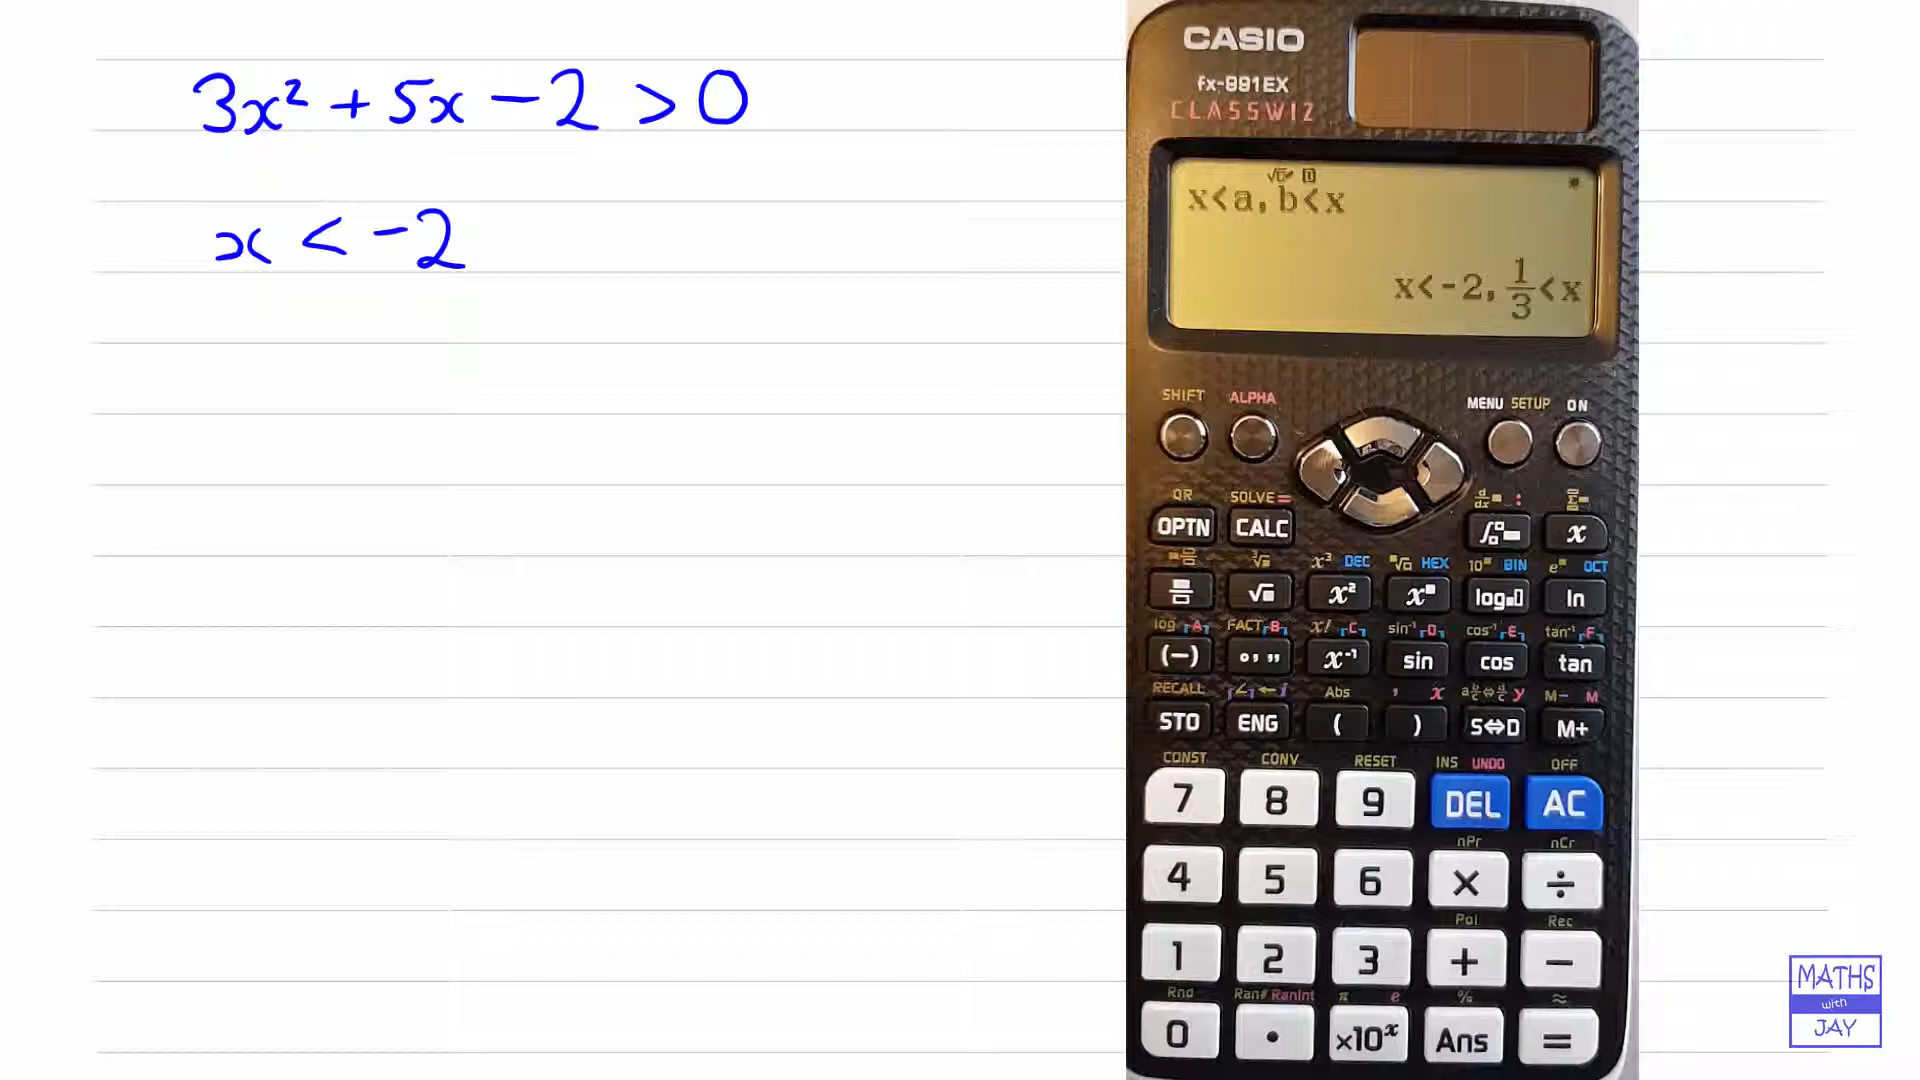 3x² + 5x - 2 > 0
x < -2
CASIO
fx-991EX
CLASSWIZ
x<a, b<x
x<-2, 1/3<x
SHIFT ALPHA MENU SETUP ON
QR SOLVE = d/dx :
OPTN CALC x
x³ DEC HEX 10 BIN e OCT
√ x² x log ln
log A FACT B x! C sin⁻¹ D cos⁻¹ E tan⁻¹ F
(−) ° ’ ” x⁻¹ sin cos tan
RECALL ∠ ← i Abs , x a b/c ⇔ d/c y M− M
STO ENG ( ) S⇔D M+
CONST CONV RESET INS UNDO OFF
7 8 9 DEL AC
nPr nCr
4 5 6 × ÷
Pol Rec
1 2 3 + −
Rnd Ran# RanInt π e % ≈
0 • ×10ˣ Ans =
MATHS
with
JAY